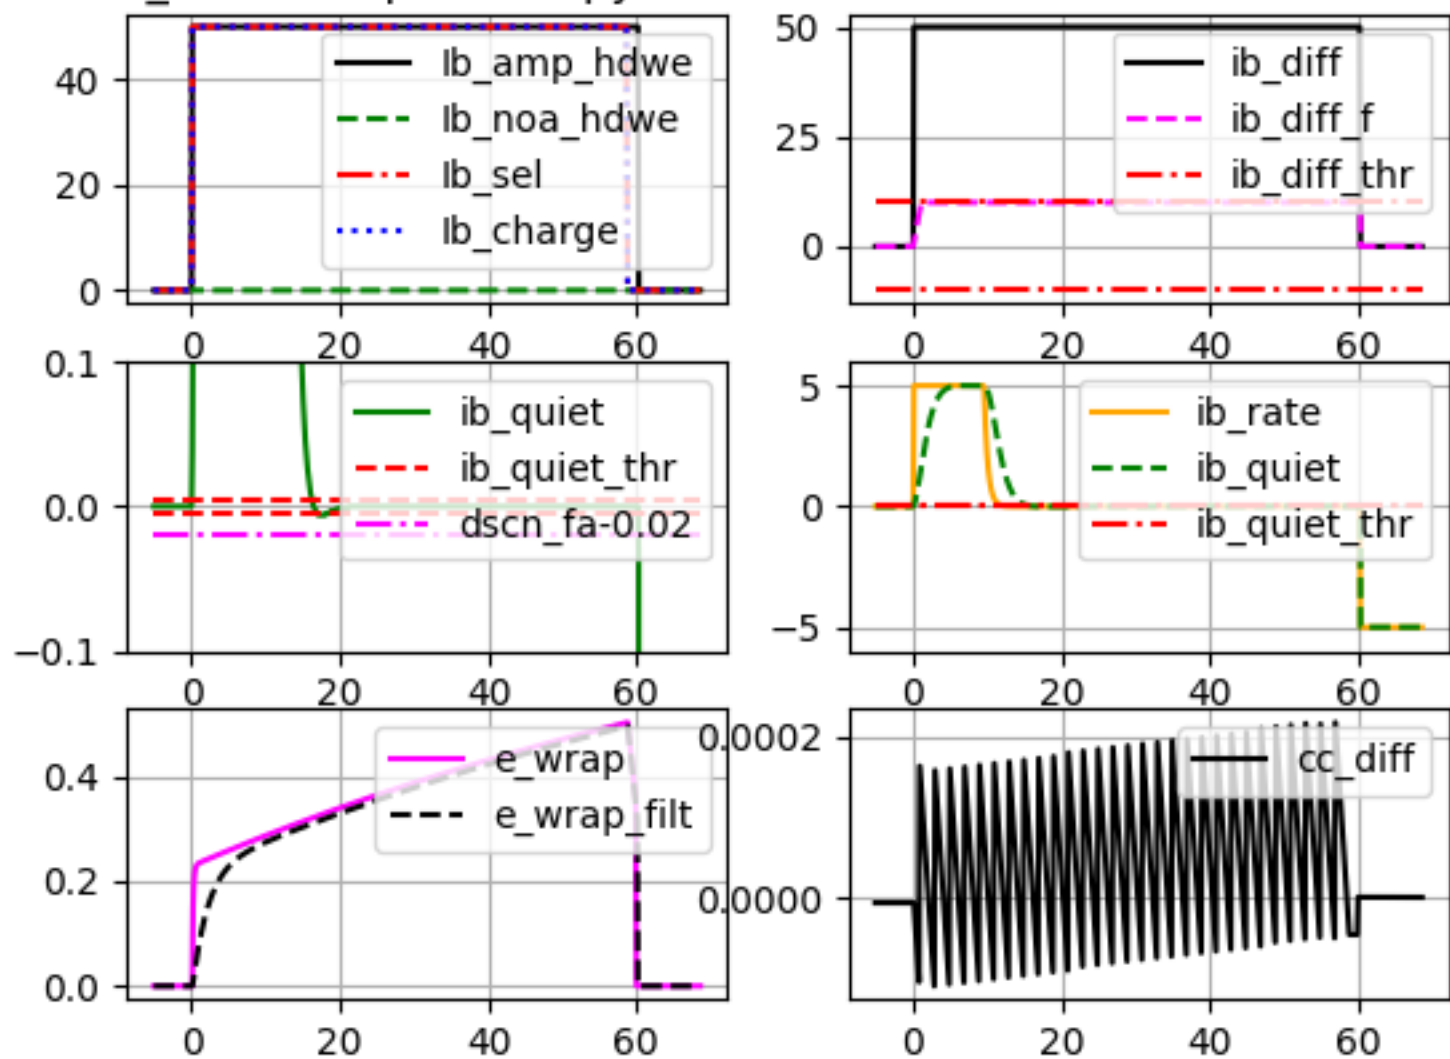 40
20
0
0 20 40 60
Ib_amp_hdwe
Ib_noa_hdwe
Ib_sel
Ib_charge
50
25
0
0 20 40 60
ib_diff
ib_diff_f
ib_diff_thr
0.1
0.0
−0.1
0 20 40 60
ib_quiet
ib_quiet_thr
dscn_fa-0.02
5
0
−5
0 20 40 60
ib_rate
ib_quiet
ib_quiet_thr
0.4
0.2
0.0
0 20 40 60
e_wrap
e_wrap_filt
0.0002
0.0000
0 20 40 60
cc_diff